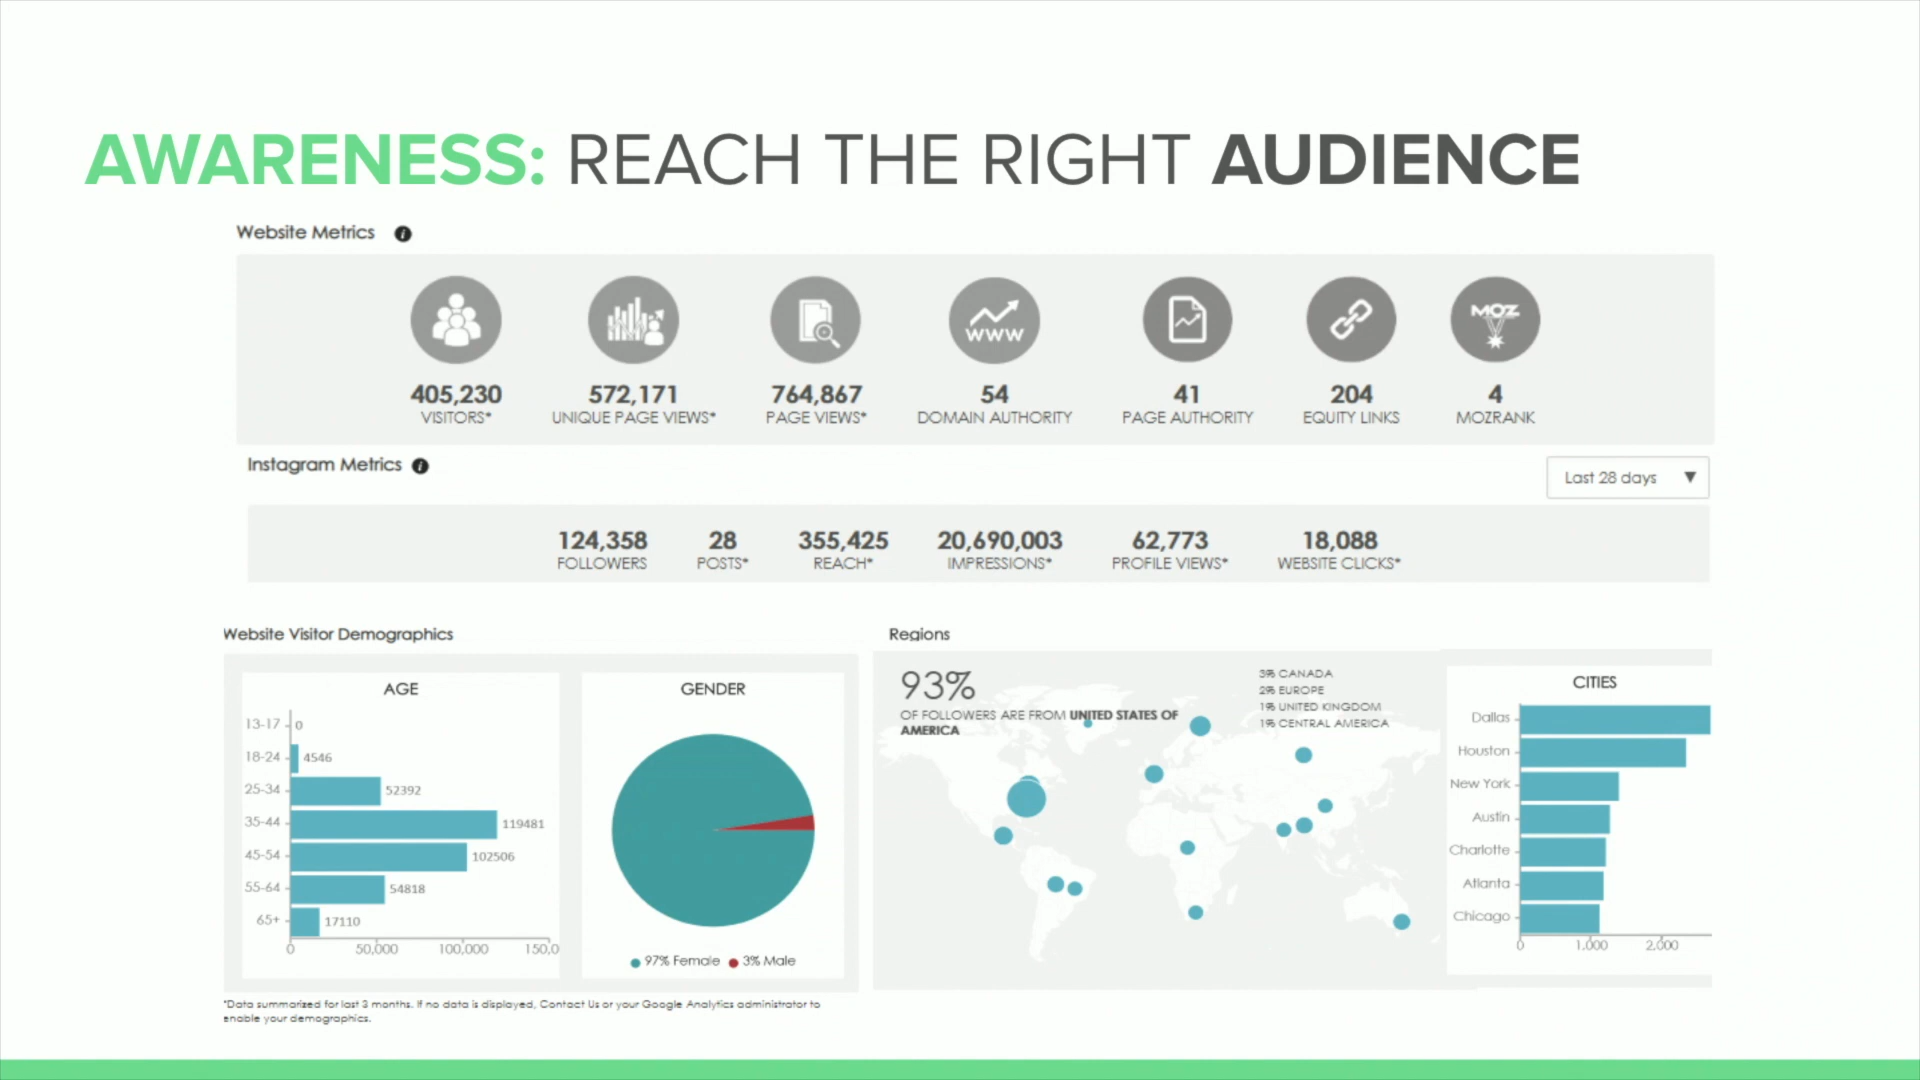 AWARENESS: REACH THE RIGHT AUDIENCE
Website Metrics i
WWW
MOZ
405,230
VISITORS*
572,171
UNIQUE PAGE VIEWS*
764,867
PAGE VIEWS*
54
DOMAIN AUTHORITY
41
PAGE AUTHORITY
204
EQUITY LINKS
4
MOZRANK
Instagram Metrics i
Last 28 days ▼
124,358
FOLLOWERS
28
POSTS*
355,425
REACH*
20,690,003
IMPRESSIONS*
62,773
PROFILE VIEWS*
18,088
WEBSITE CLICKS*
Website Visitor Demographics
AGE
13-17 0
18-24 4546
25-34 52392
35-44 119481
45-54 102506
55-64 54818
65+ 17110
0 50,000 100,000 150,0
GENDER
97% Female 3% Male
*Data summarized for last 3 months. If no data is displayed, Contact Us or your Google Analytics administrator to
enable your demographics.
Regions
93%
OF FOLLOWERS ARE FROM UNITED STATES OF
AMERICA
3% CANADA
2% EUROPE
1% UNITED KINGDOM
1% CENTRAL AMERICA
CITIES
Dallas
Houston
New York
Austin
Charlotte
Atlanta
Chicago
0 1,000 2,000